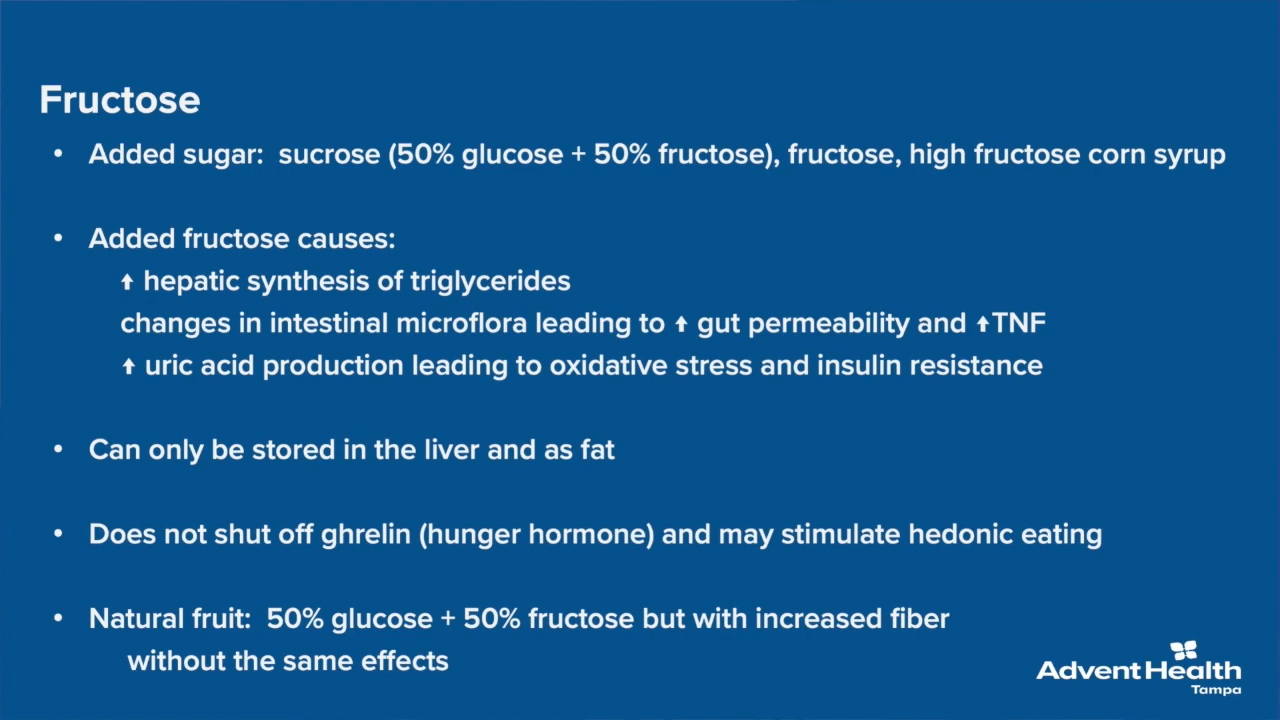 Fructose
• Added sugar: sucrose (50% glucose + 50% fructose), fructose, high fructose corn syrup
• Added fructose causes:
↑ hepatic synthesis of triglycerides
changes in intestinal microflora leading to ↑ gut permeability and ↑TNF
↑ uric acid production leading to oxidative stress and insulin resistance
• Can only be stored in the liver and as fat
• Does not shut off ghrelin (hunger hormone) and may stimulate hedonic eating
• Natural fruit: 50% glucose + 50% fructose but with increased fiber
without the same effects
AdventHealth
Tampa